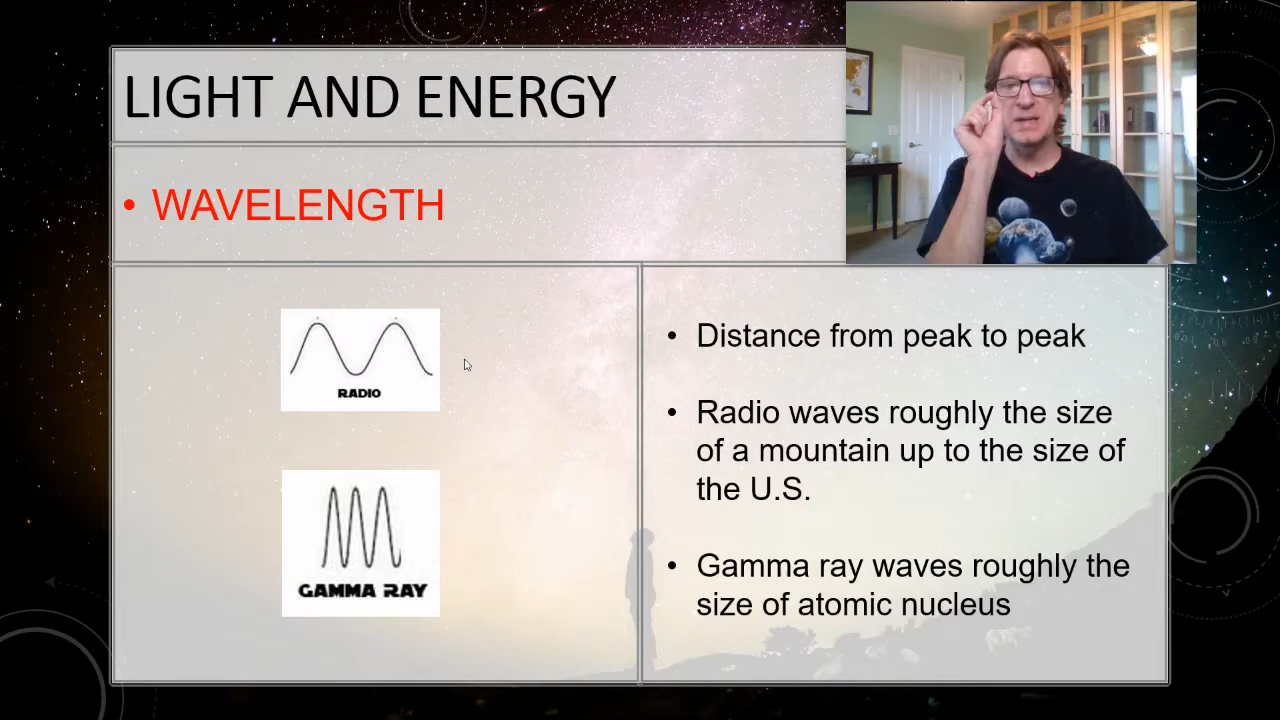 LIGHT AND ENERGY
• WAVELENGTH
RADIO
GAMMA RAY
• Distance from peak to peak
• Radio waves roughly the size
of a mountain up to the size of
the U.S.
• Gamma ray waves roughly the
size of atomic nucleus